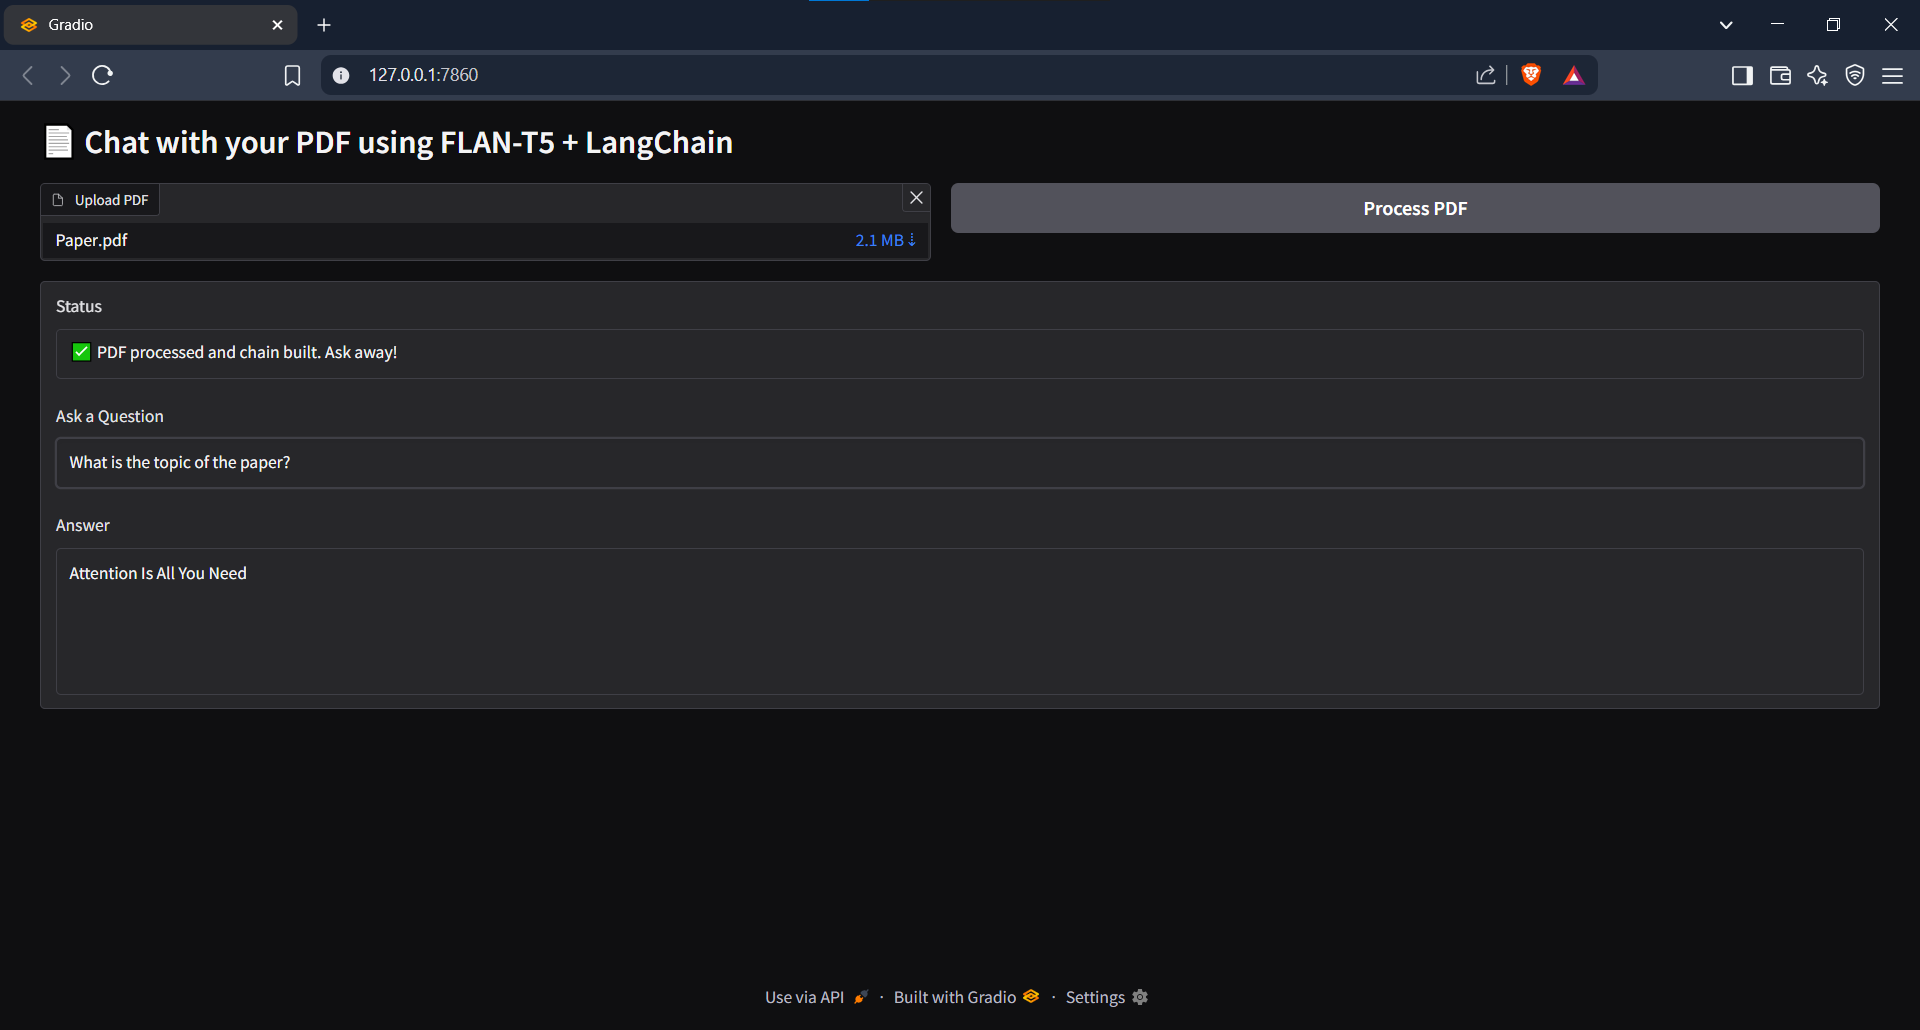 Gradio
127.0.0.1:7860
Chat with your PDF using FLAN-T5 + LangChain
Upload PDF
Paper.pdf 2.1 MB ⇣
Process PDF
Status
✅ PDF processed and chain built. Ask away!
Ask a Question
What is the topic of the paper?
Answer
Attention Is All You Need
Use via API · Built with Gradio · Settings